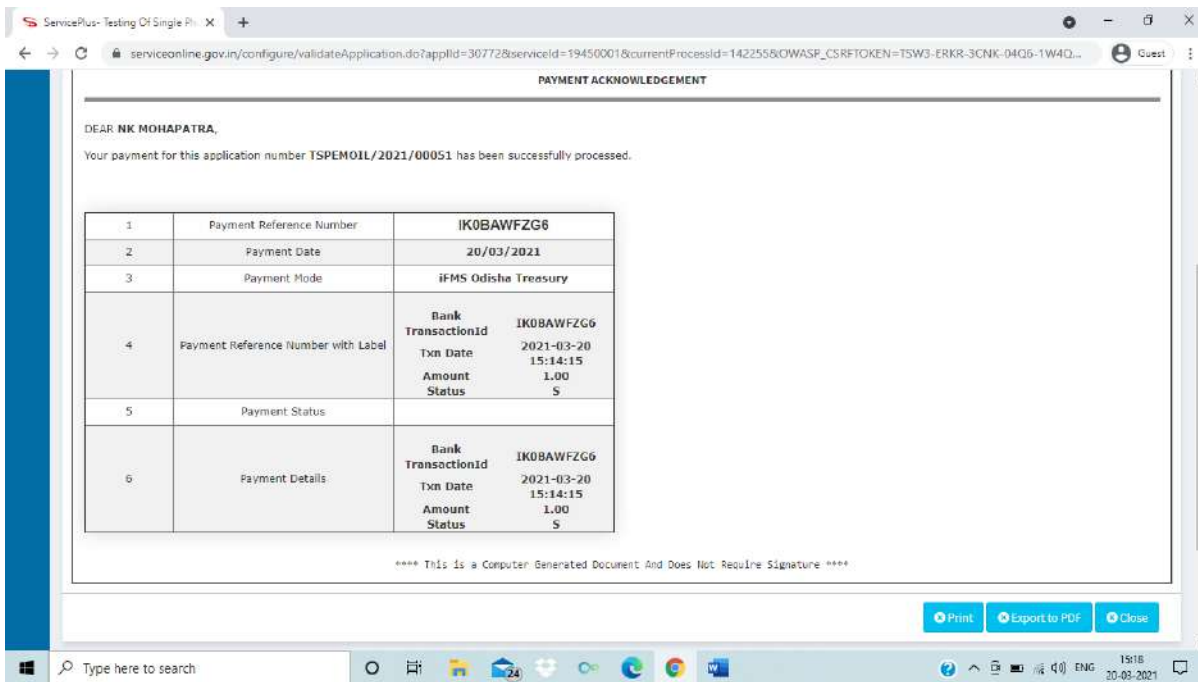 ServicePlus- Testing Of Single Ph
Guest
serviceonline.gov.in/configure/validateApplication.do?applId=30772&serviceId=19450001&currentProcessId=142255&OWASP_CSRFTOKEN=TSW3-ERKR-3CNK-04Q6-1W4Q...
PAYMENT ACKNOWLEDGEMENT
DEAR NK MOHAPATRA,
Your payment for this application number TSPEMOIL/2021/00051 has been successfully processed.
1 Payment Reference Number IK0BAWFZG6
2 Payment Date 20/03/2021
3 Payment Mode iFMS Odisha Treasury
4 Payment Reference Number with Label
Bank TransactionId IK0BAWFZG6
Txn Date 2021-03-20 15:14:15
Amount 1.00
Status S
5 Payment Status
6 Payment Details
Bank TransactionId IK0BAWFZG6
Txn Date 2021-03-20 15:14:15
Amount 1.00
Status S
**** This is a Computer Generated Document And Does Not Require Signature ****
Print Export to PDF Close
Type here to search
24
ENG
15:18
20-03-2021